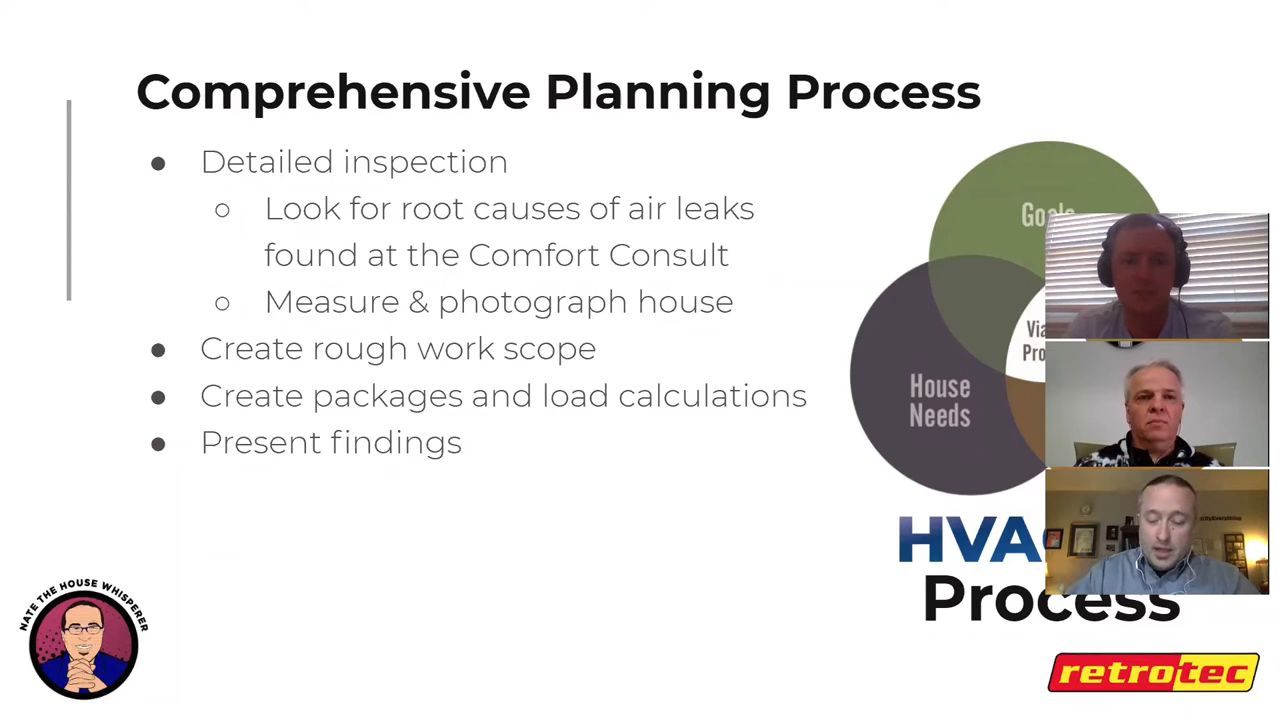 Comprehensive Planning Process
● Detailed inspection
○ Look for root causes of air leaks
found at the Comfort Consult
○ Measure & photograph house
● Create rough work scope
● Create packages and load calculations
● Present findings
Goals
House
Needs
HVA
Process
NATE THE HOUSE WHISPERER
retrotec